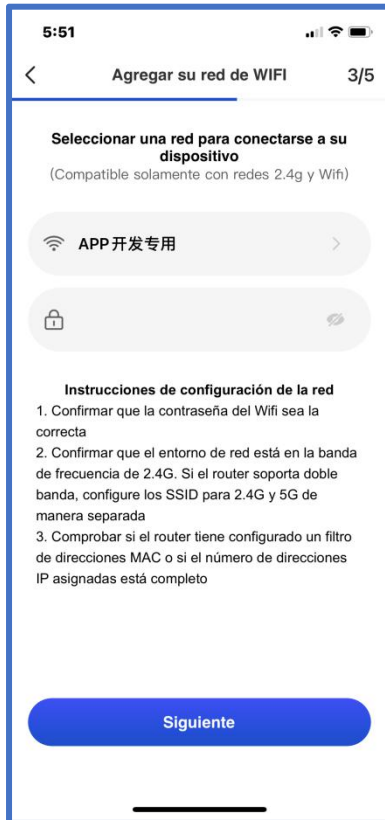 5:51
Agregar su red de WIFI 3/5
Seleccionar una red para conectarse a su
dispositivo
(Compatible solamente con redes 2.4g y Wifi)
APP开发专用
Instrucciones de configuración de la red
1. Confirmar que la contraseña del Wifi sea la
correcta
2. Confirmar que el entorno de red está en la banda
de frecuencia de 2.4G. Si el router soporta doble
banda, configure los SSID para 2.4G y 5G de
manera separada
3. Comprobar si el router tiene configurado un filtro
de direcciones MAC o si el número de direcciones
IP asignadas está completo
Siguiente